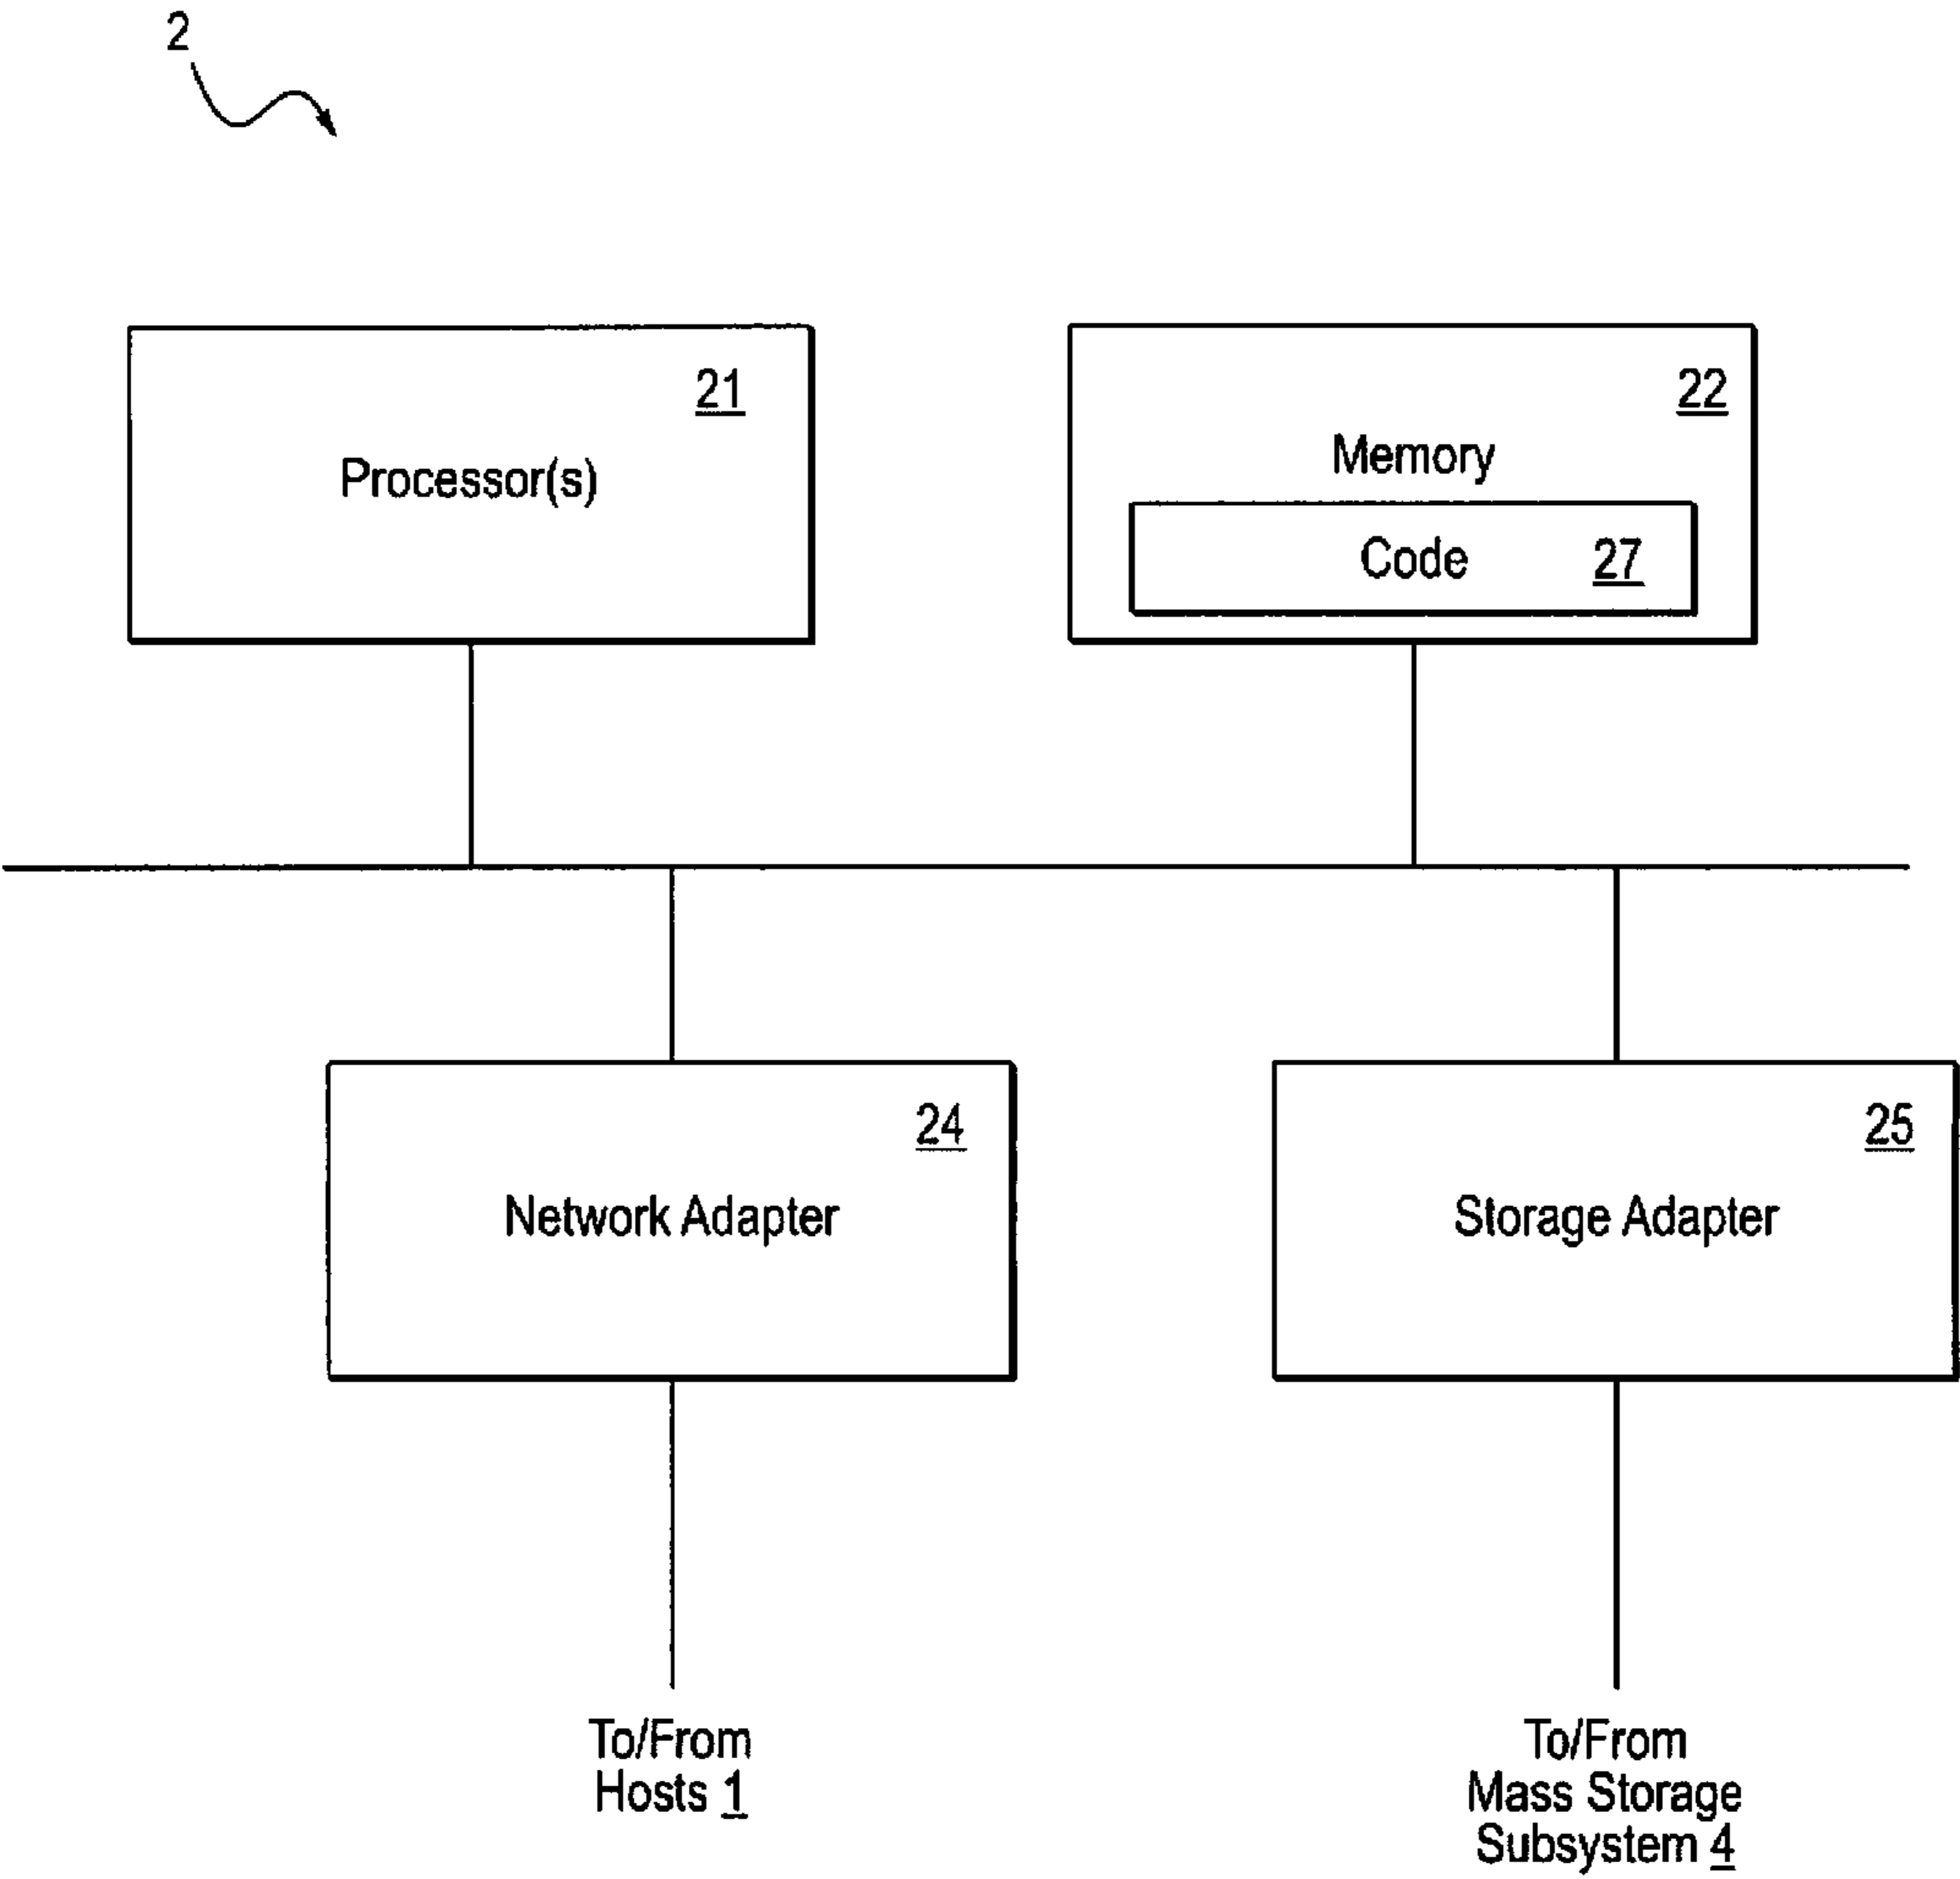 2
21
Processor(s)
22
Memory
Code 27
24
Network Adapter
25
Storage Adapter
To/From
Hosts 1
To/From
Mass Storage
Subsystem 4